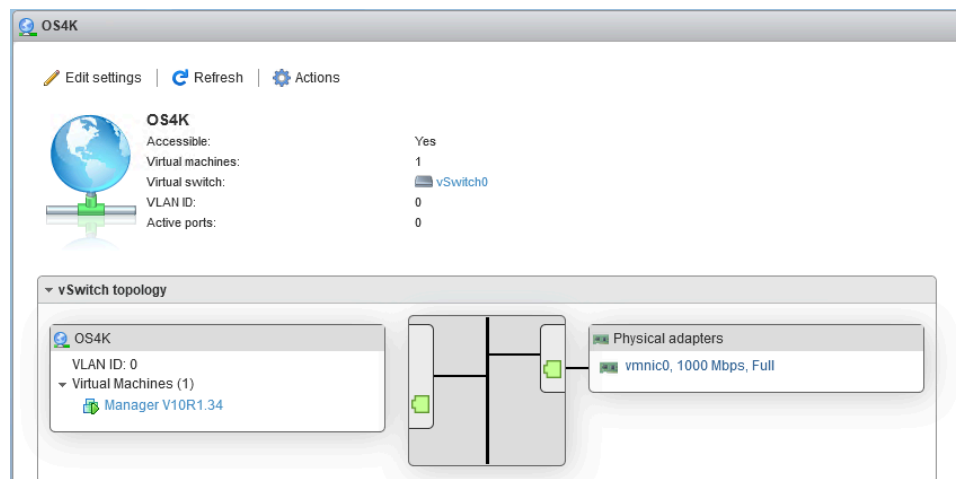 OS4K
Edit settings
Refresh
Actions
OS4K
Accessible: Yes
Virtual machines: 1
Virtual switch: vSwitch0
VLAN ID: 0
Active ports: 0
vSwitch topology
OS4K
VLAN ID: 0
Virtual Machines (1)
Manager V10R1.34
Physical adapters
vmnic0, 1000 Mbps, Full